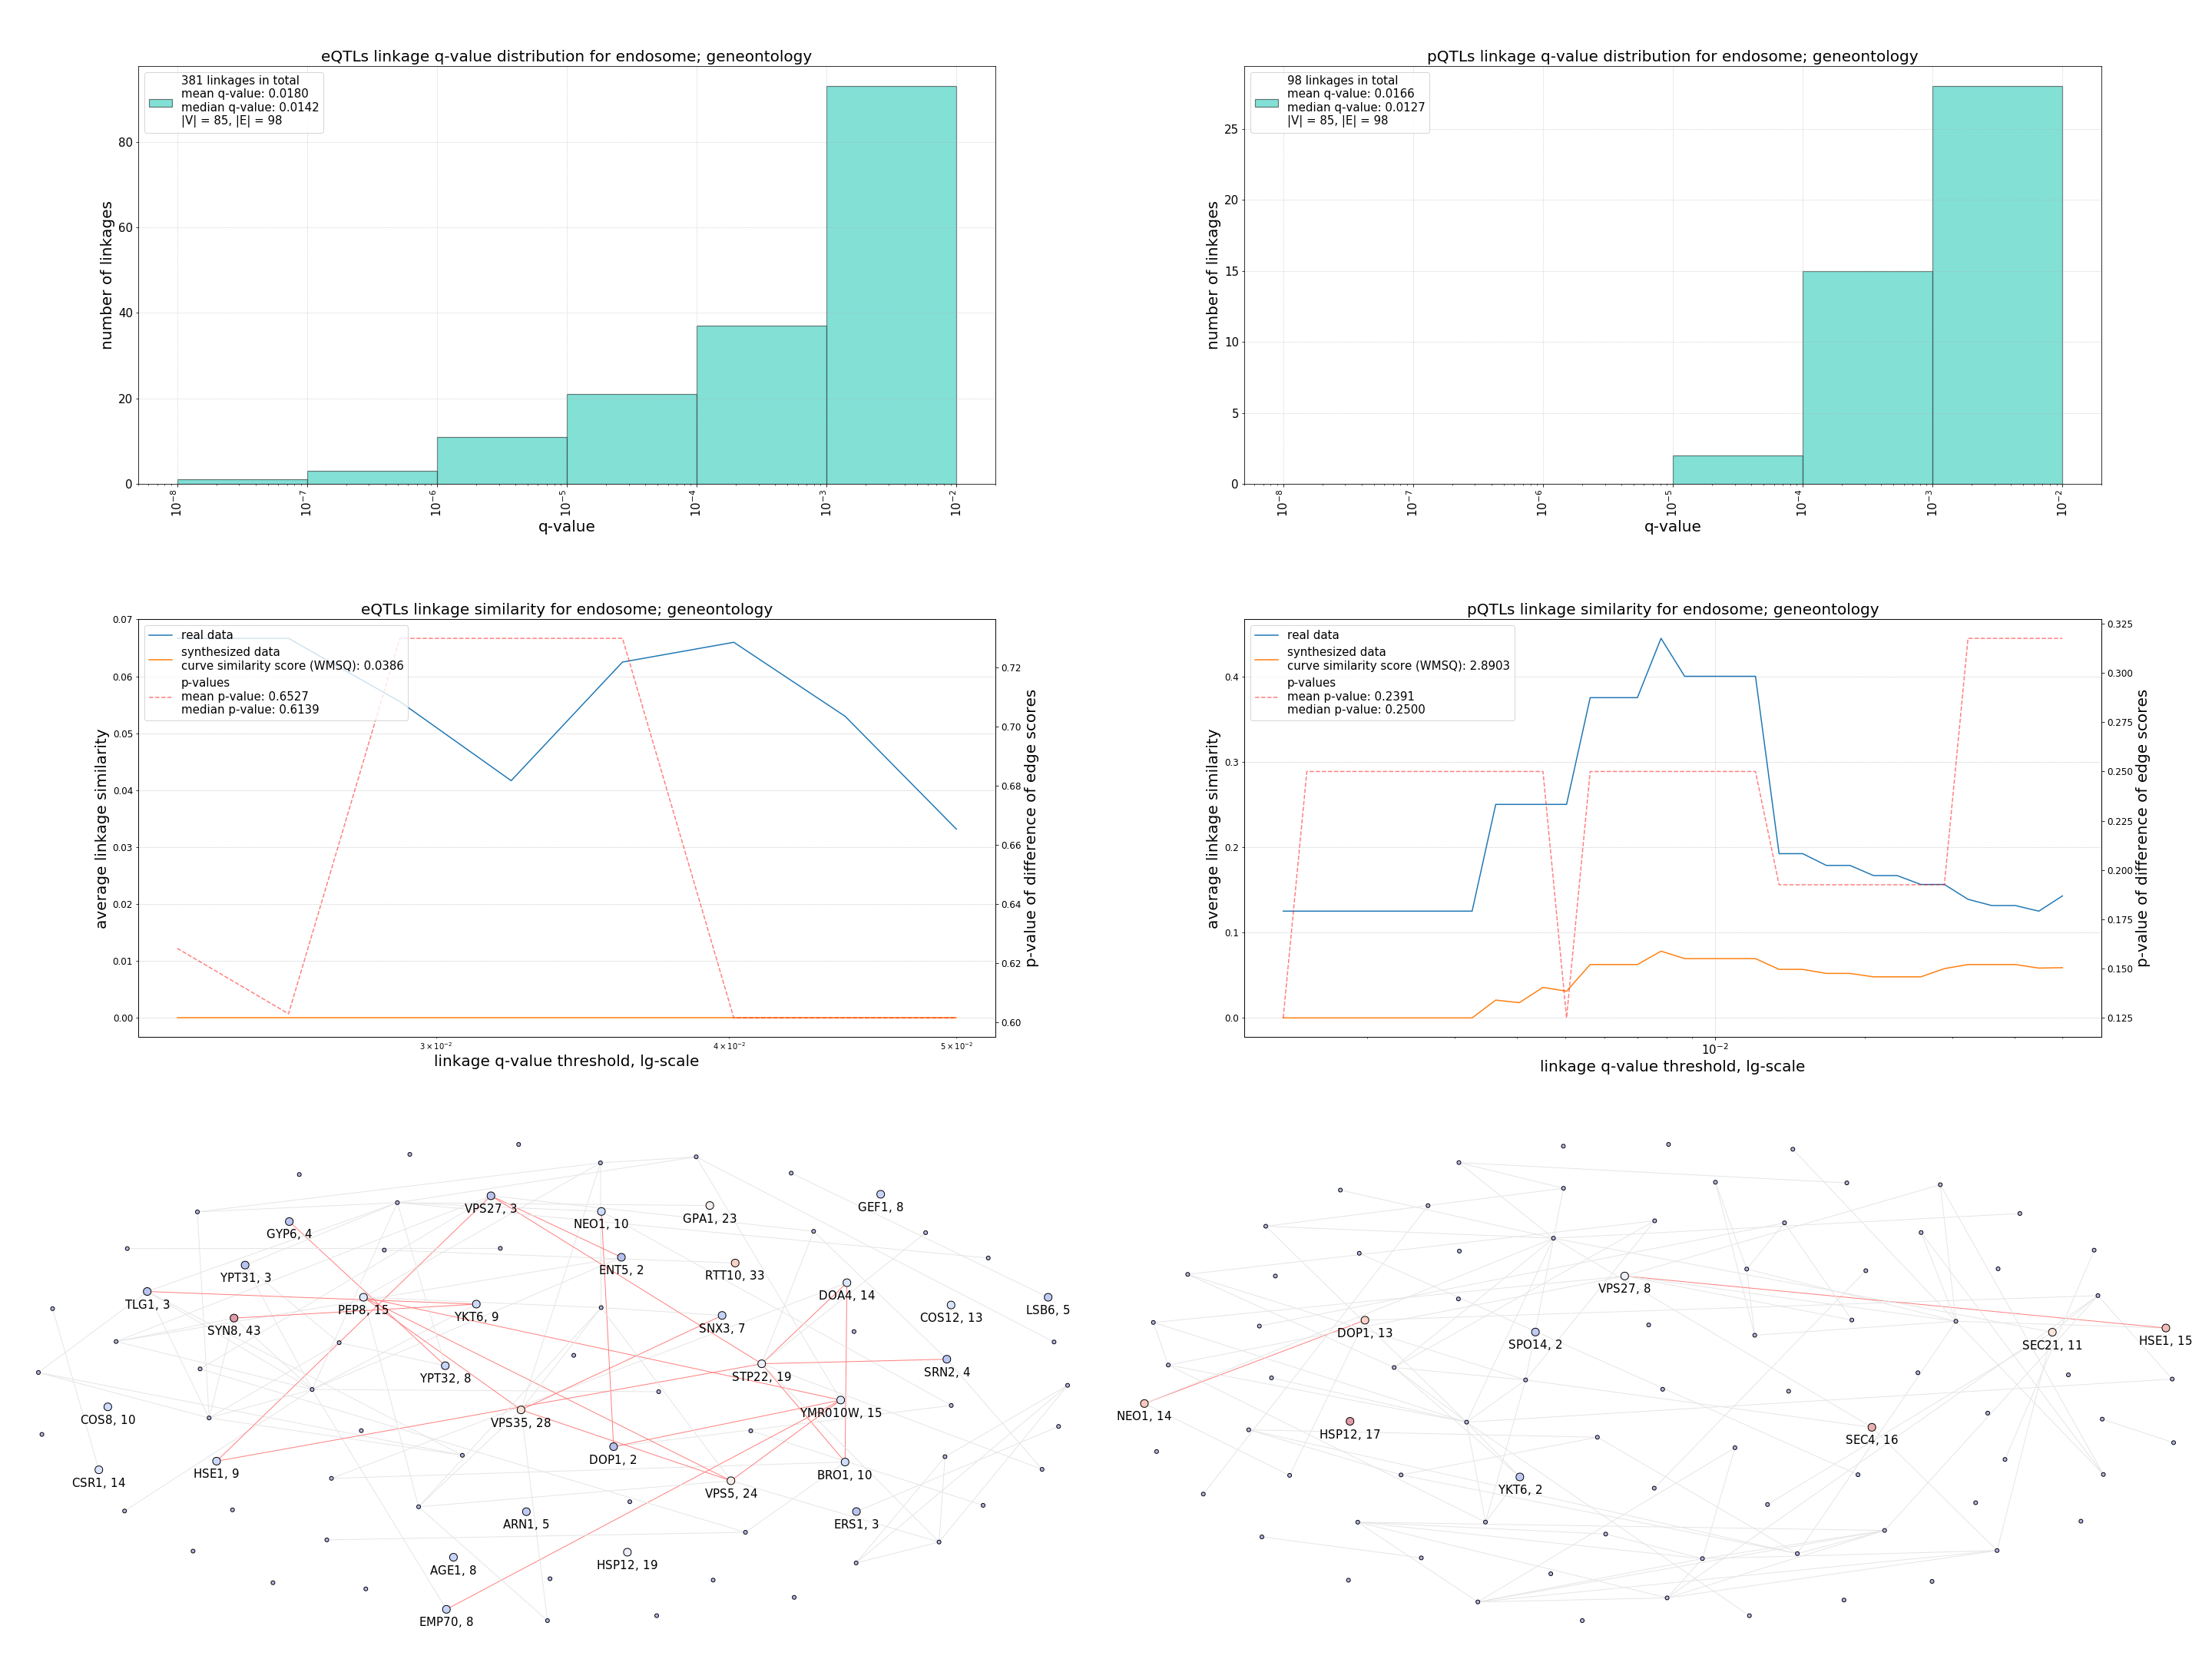 eQTLs linkage q-value distribution for endosome; geneontology
381 linkages in total
mean q-value: 0.0180
median q-value: 0.0142
|V| = 85, |E| = 98
number of linkages
80
60
40
20
0
10⁻⁸
10⁻⁷
10⁻⁶
10⁻⁵
10⁻⁴
10⁻³
10⁻²
q-value
pQTLs linkage q-value distribution for endosome; geneontology
98 linkages in total
mean q-value: 0.0166
median q-value: 0.0127
|V| = 85, |E| = 98
number of linkages
25
20
15
10
5
0
10⁻⁸
10⁻⁷
10⁻⁶
10⁻⁵
10⁻⁴
10⁻³
10⁻²
q-value
eQTLs linkage similarity for endosome; geneontology
real data
synthesized data
curve similarity score (WMSQ): 0.0386
p-values
mean p-value: 0.6527
median p-value: 0.6139
average linkage similarity
0.07
0.06
0.05
0.04
0.03
0.02
0.01
0.00
0.72
0.70
0.68
0.66
0.64
0.62
0.60
p-value of difference of edge scores
3 × 10⁻²
4 × 10⁻²
5 × 10⁻²
linkage q-value threshold, lg-scale
pQTLs linkage similarity for endosome; geneontology
real data
synthesized data
curve similarity score (WMSQ): 2.8903
p-values
mean p-value: 0.2391
median p-value: 0.2500
average linkage similarity
0.4
0.3
0.2
0.1
0.0
0.325
0.300
0.275
0.250
0.225
0.200
0.175
0.150
0.125
p-value of difference of edge scores
10⁻²
linkage q-value threshold, lg-scale
VPS27, 3
GEF1, 8
NEO1, 10
GPA1, 23
GYP6, 4
ENT5, 2
YPT31, 3
RTT10, 33
DOA4, 14
TLG1, 3
PEP8, 15
YKT6, 9
COS12, 13
LSB6, 5
SYN8, 43
SNX3, 7
YPT32, 8
STP22, 19
SRN2, 4
COS8, 10
VPS35, 28
YMR010W, 15
DOP1, 2
HSE1, 9
BRO1, 10
CSR1, 14
VPS5, 24
ARN1, 5
ERS1, 3
AGE1, 8
HSP12, 19
EMP70, 8
VPS27, 8
DOP1, 13
SPO14, 2
SEC21, 11
HSE1, 15
NEO1, 14
HSP12, 17
SEC4, 16
YKT6, 2